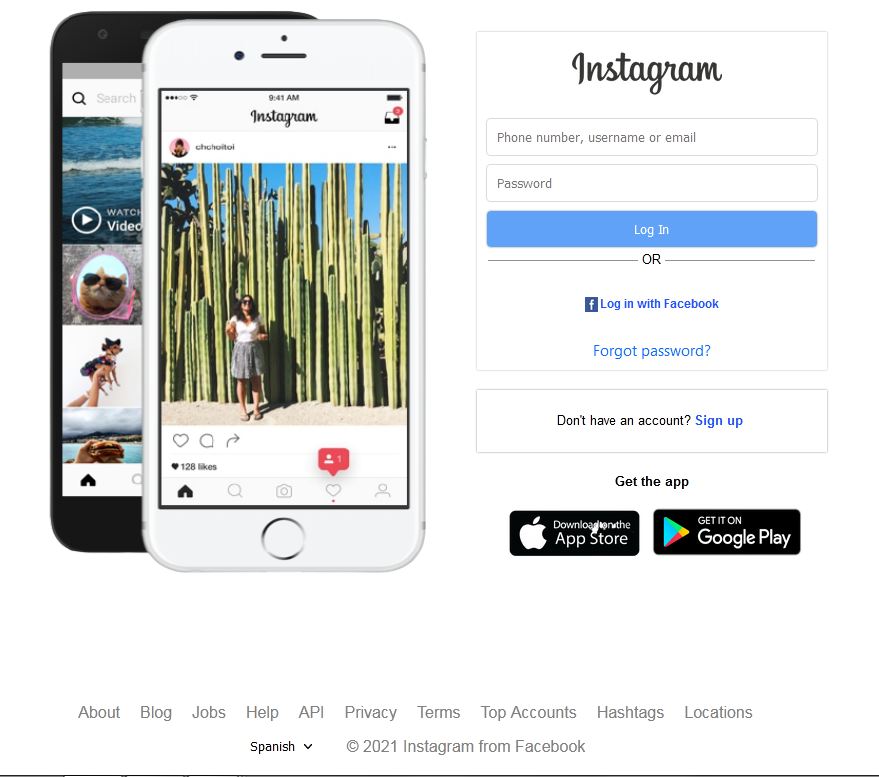 Search
WATCH
Video
9:41 AM
Instagram
chchoitoi
128 likes
1
Instagram
Phone number, username or email
Password
Log In
OR
Log in with Facebook
Forgot password?
Don't have an account? Sign up
Get the app
Download on the
App Store
GET IT ON
Google Play
About Blog Jobs Help API Privacy Terms Top Accounts Hashtags Locations
Spanish © 2021 Instagram from Facebook